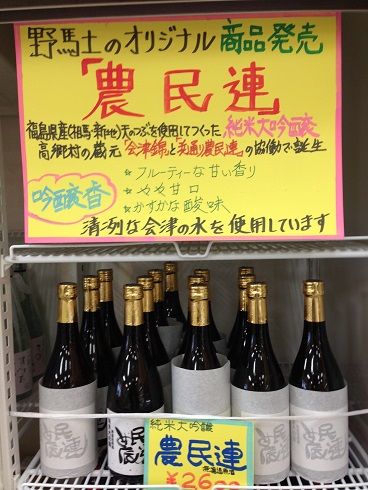 野馬土のオリジナル 商品発売
「農民連」
福島県産(相馬・新地)天のつぶを使用してつくった 純米大吟醸
高郷村の蔵元「会津錦」と「浜通り農民連」の協働で誕生
吟醸香
☆ フルーティーな甘い香り
☆ やや甘口
☆ かすかな酸味
清冽な会津の水を使用しています
純米大吟醸
農民連